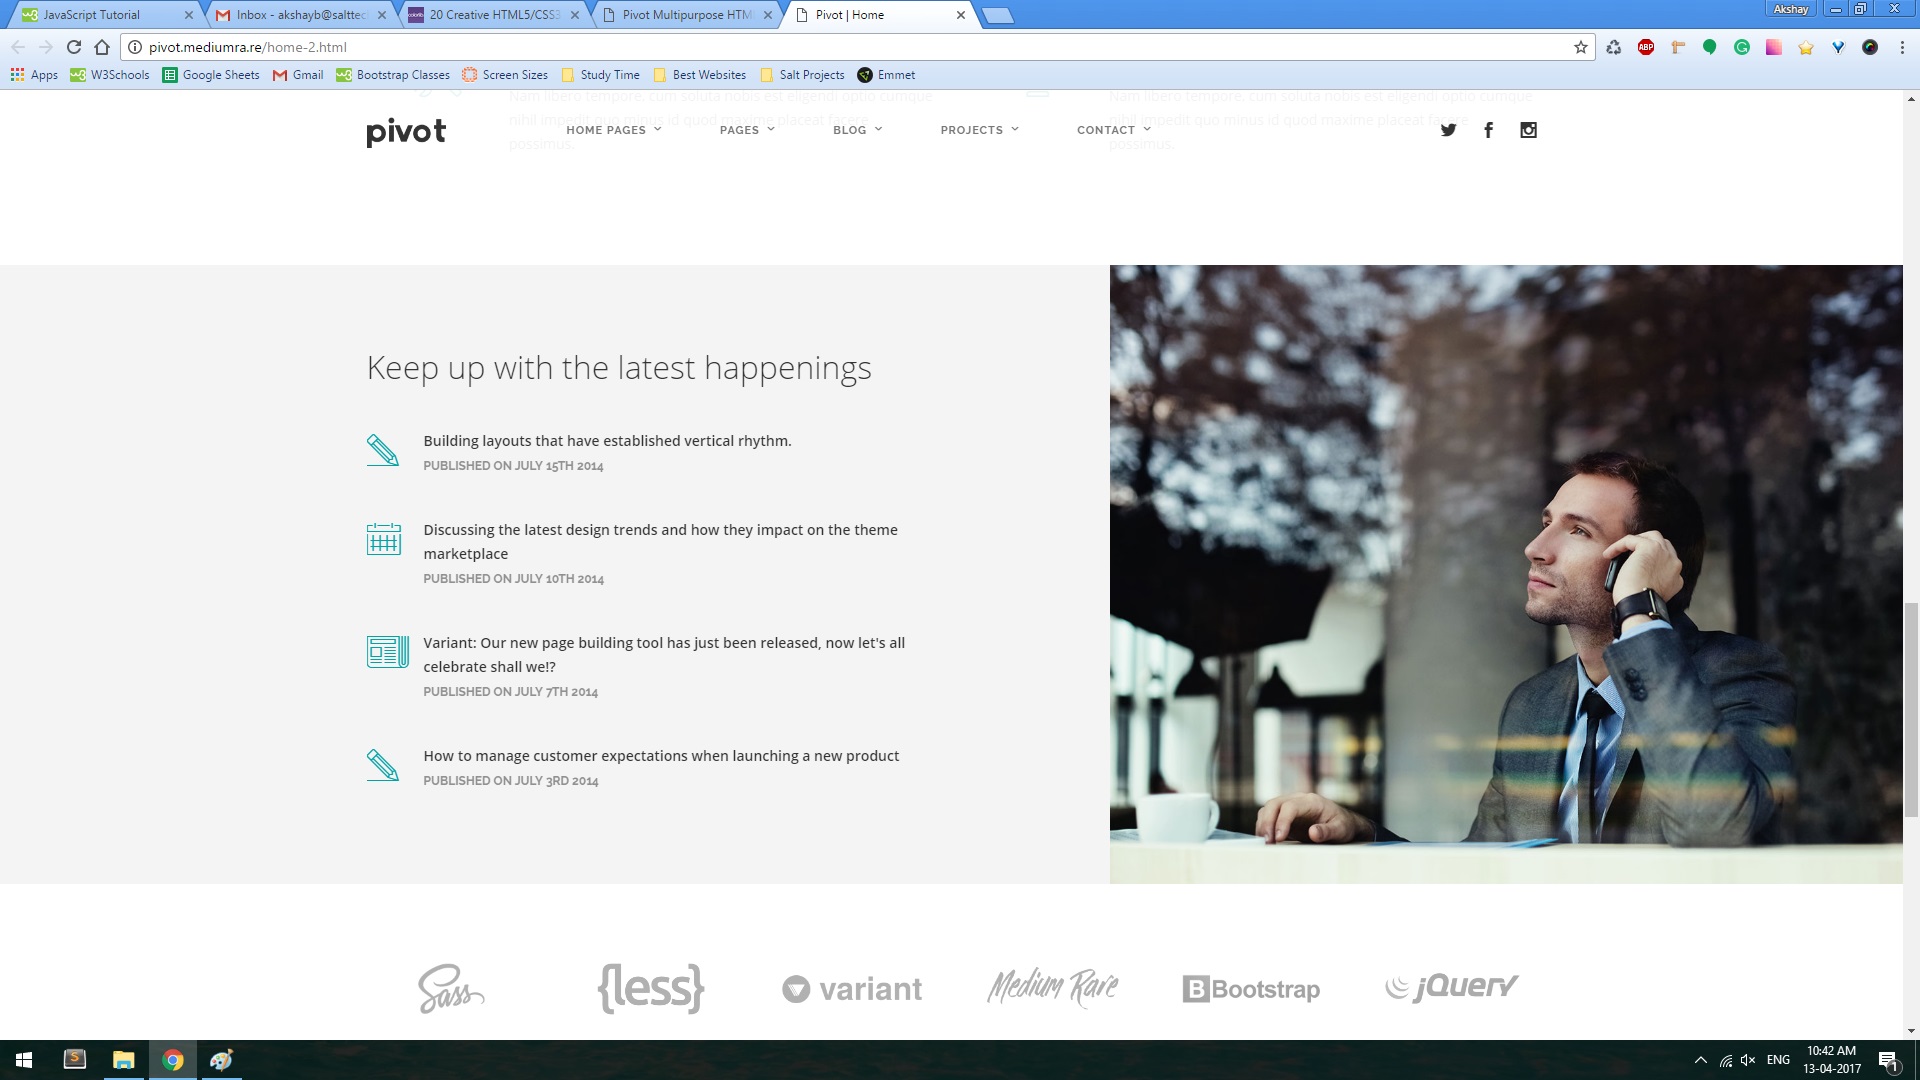 JavaScript Tutorial
Inbox - akshayb@salttec
20 Creative HTML5/CSS3
Pivot Multipurpose HTM
Pivot | Home
Akshay
pivot.mediumra.re/home-2.html
ABP
Apps
W3Schools
Google Sheets
Gmail
Bootstrap Classes
Screen Sizes
Study Time
Best Websites
Salt Projects
Emmet
Nam libero tempore, cum soluta nobis est eligendi optio cumque
nihil impedit quo minus id quod maxime placeat facere
possimus.
Nam libero tempore, cum soluta nobis est eligendi optio cumque
nihil impedit quo minus id quod maxime placeat facere
possimus.
pivot
HOME PAGES
PAGES
BLOG
PROJECTS
CONTACT
Keep up with the latest happenings
Building layouts that have established vertical rhythm.
PUBLISHED ON JULY 15TH 2014
Discussing the latest design trends and how they impact on the theme
marketplace
PUBLISHED ON JULY 10TH 2014
Variant: Our new page building tool has just been released, now let's all
celebrate shall we!?
PUBLISHED ON JULY 7TH 2014
How to manage customer expectations when launching a new product
PUBLISHED ON JULY 3RD 2014
Sass
{less}
variant
Medium Rare
B Bootstrap
jQuery
ENG
10:42 AM
13-04-2017
1